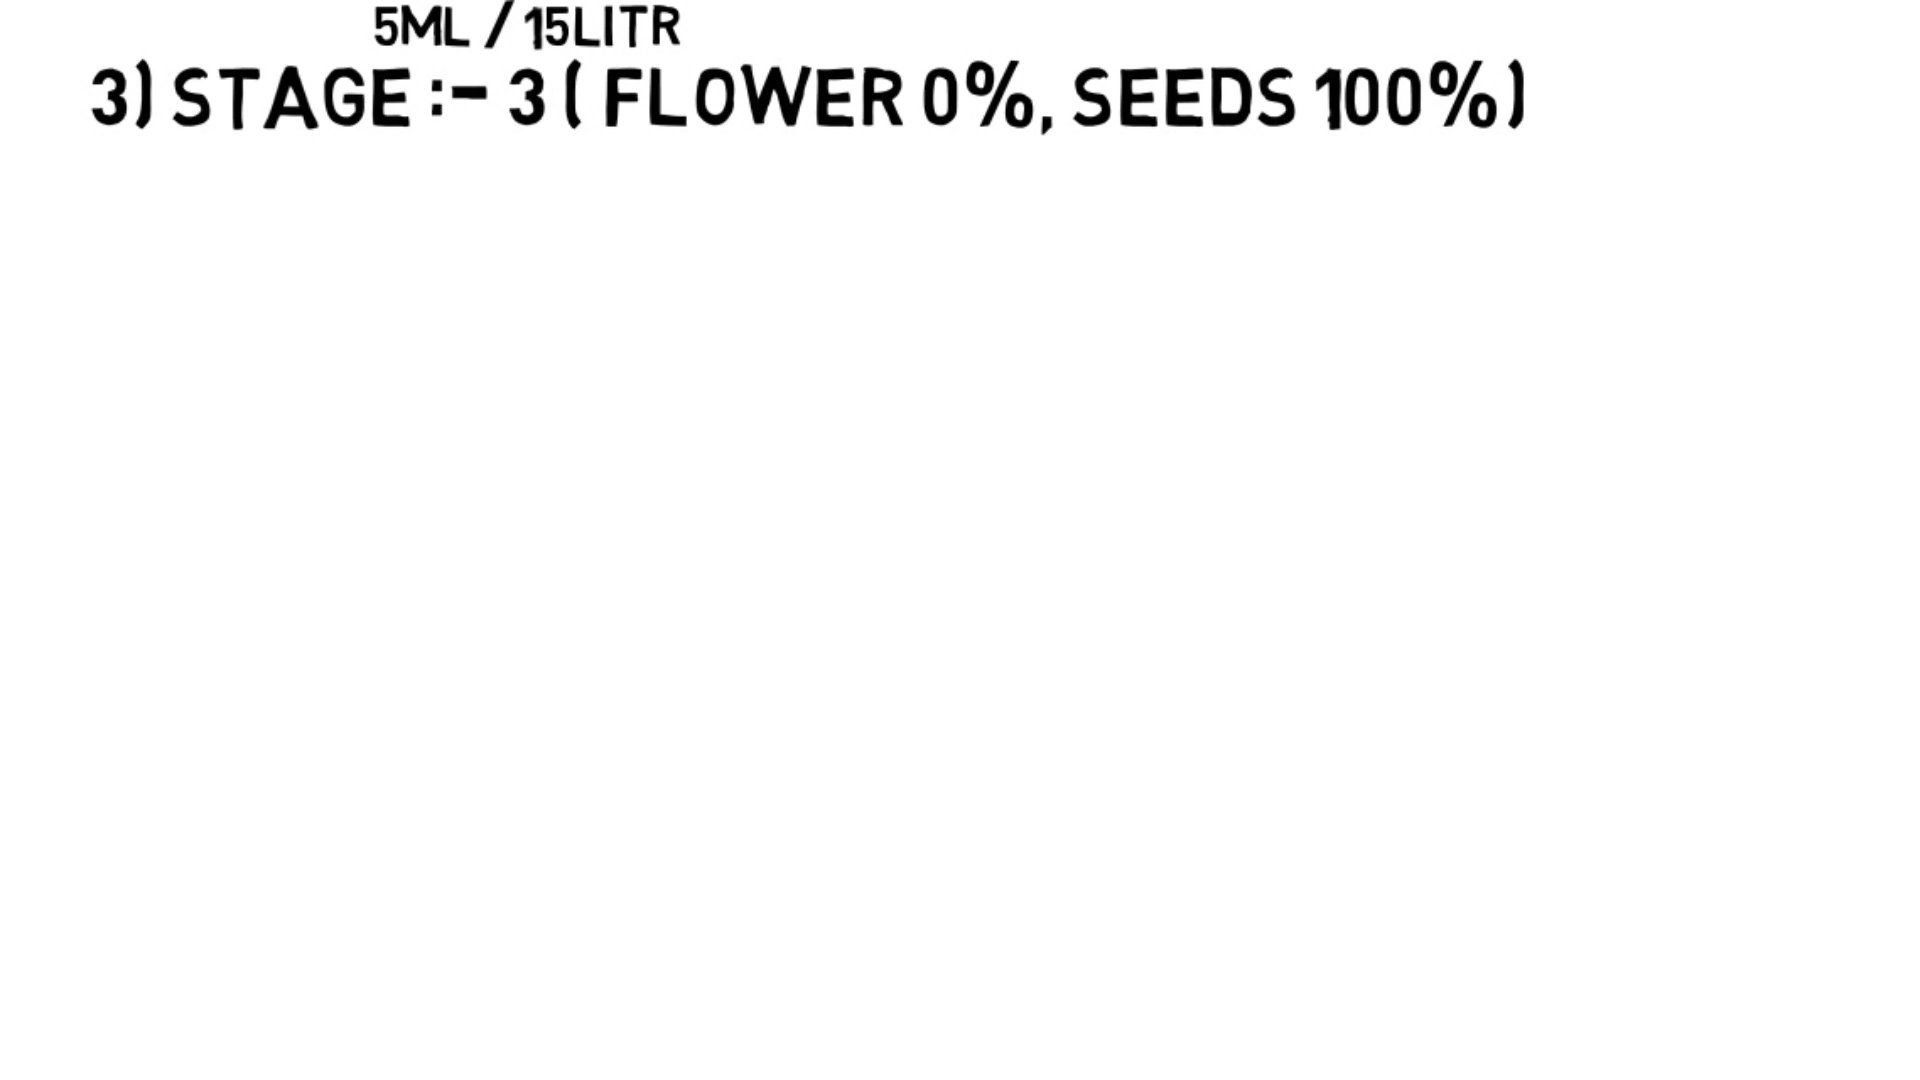 5ML / 15LITR
3) STAGE :- 3 ( FLOWER 0%, SEEDS 100%)